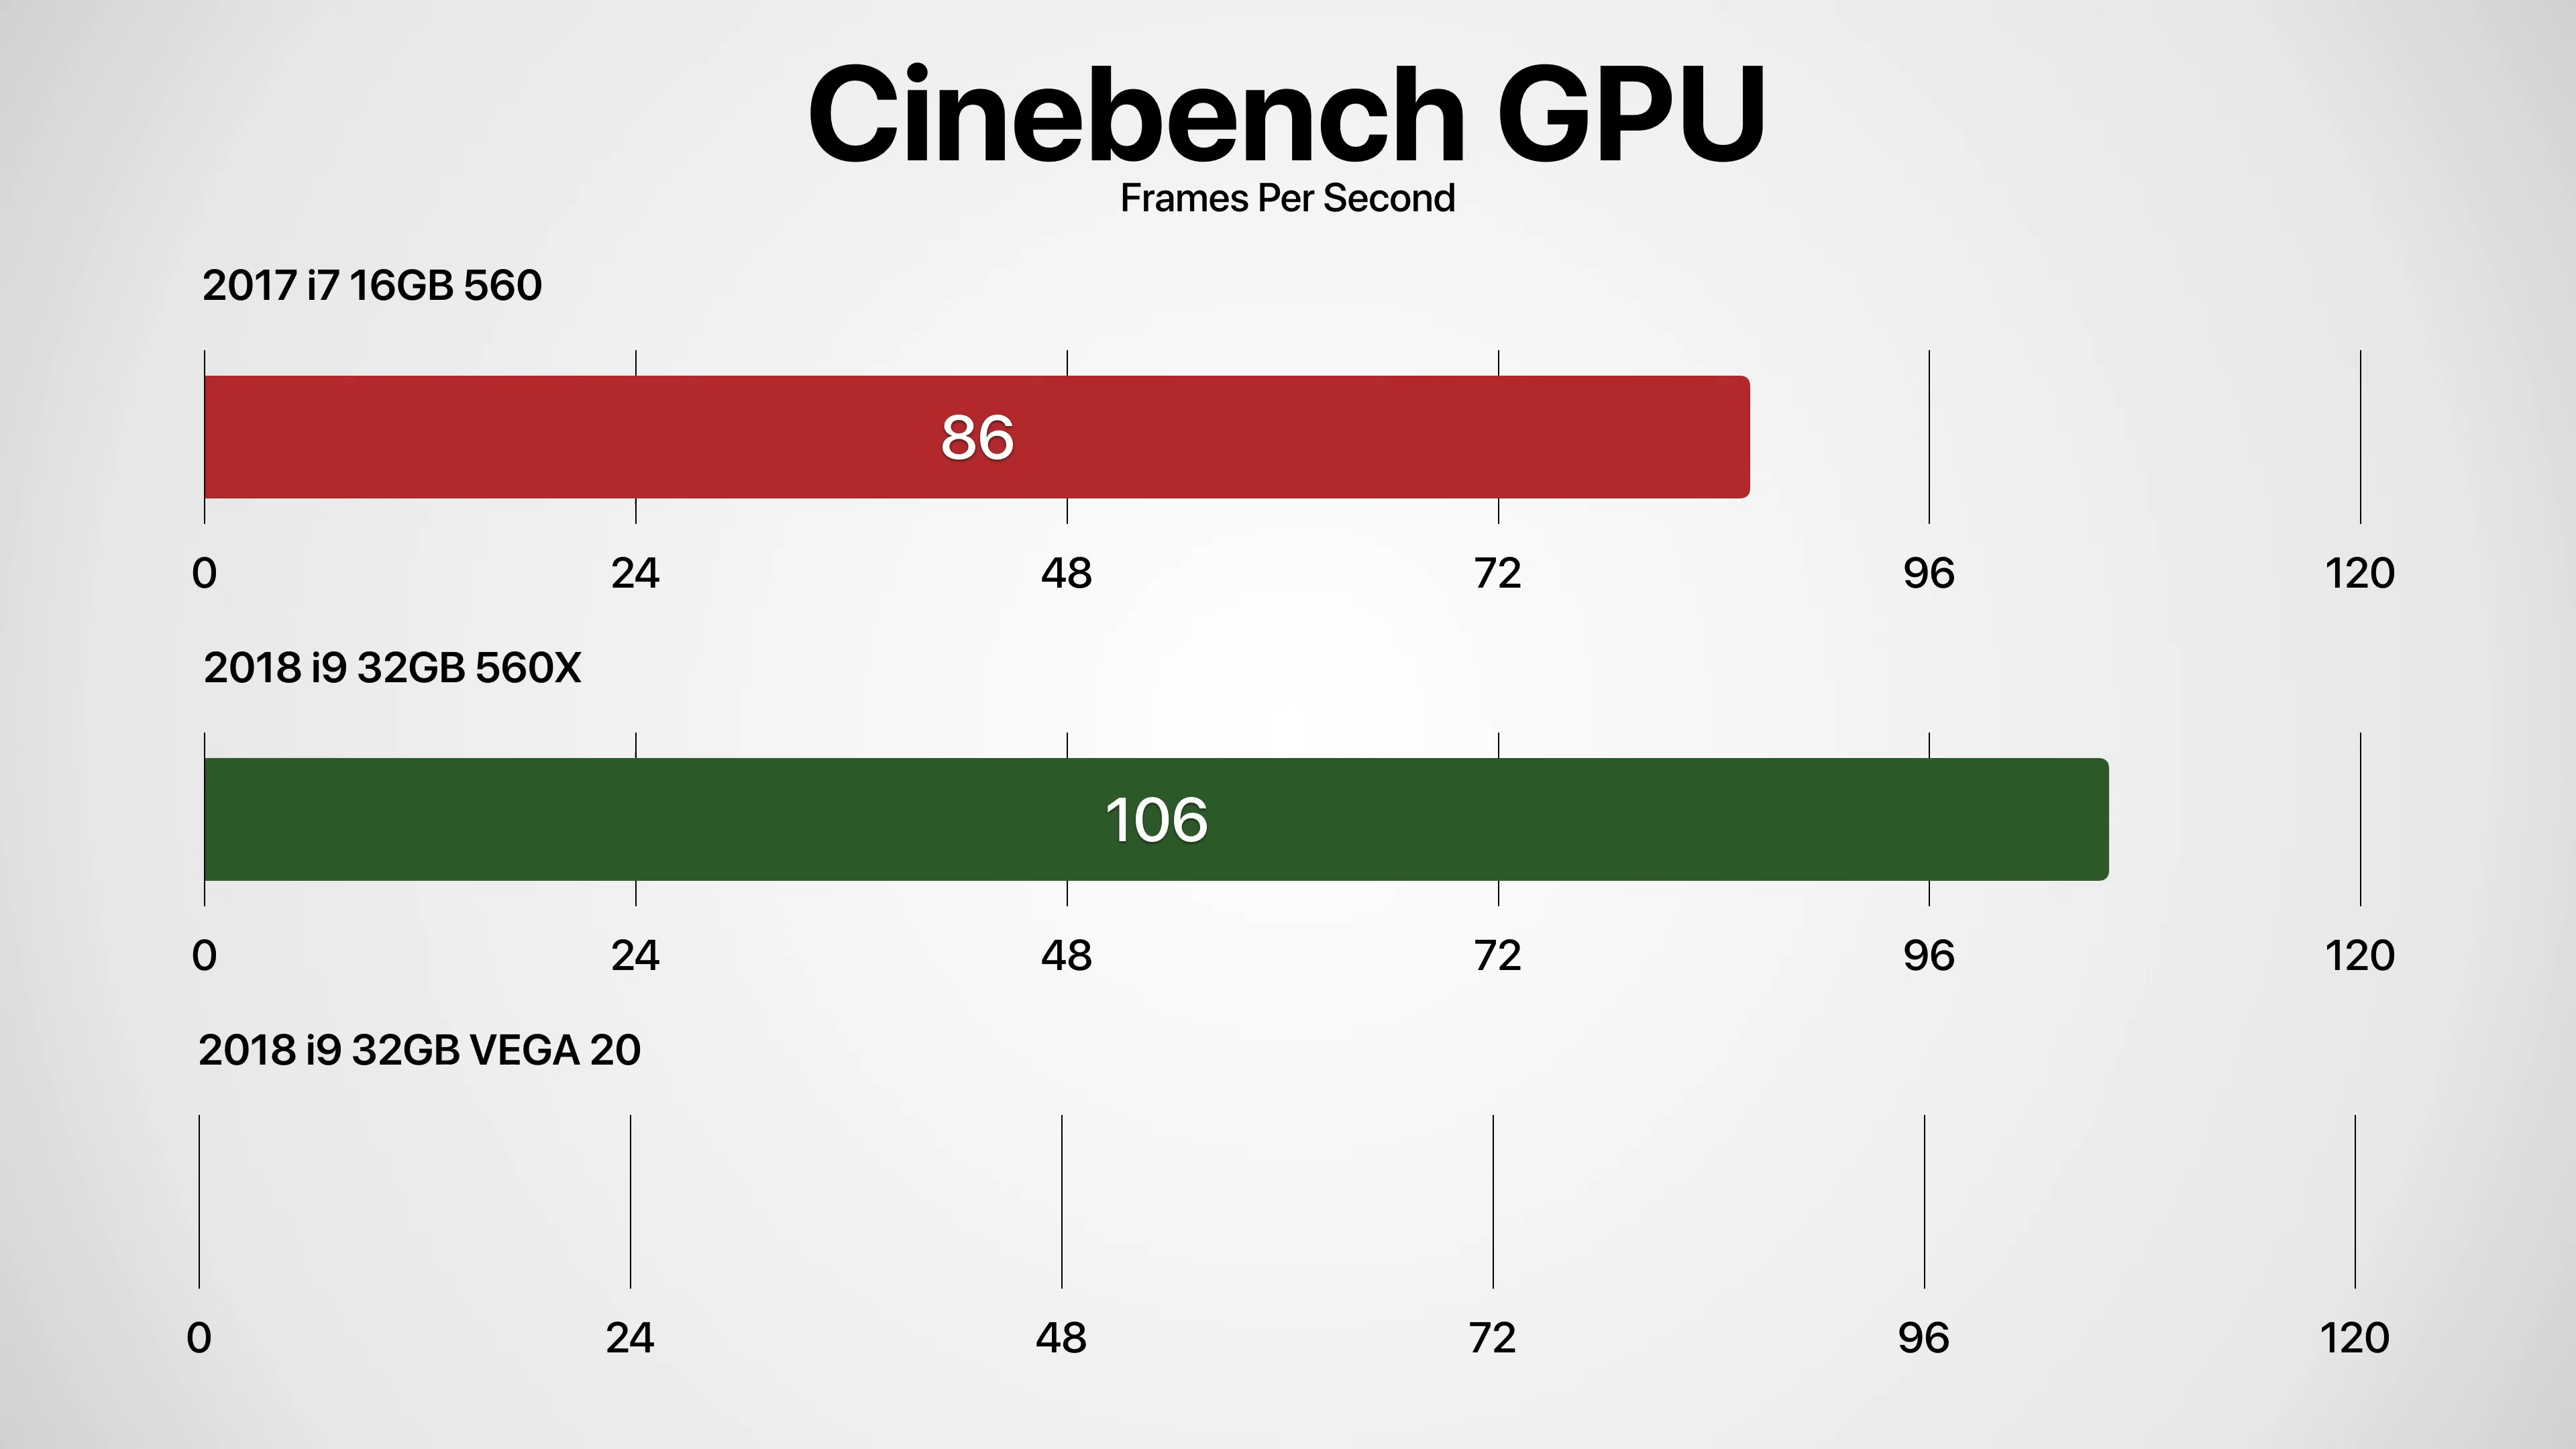 Cinebench GPU
Frames Per Second
2017 i7 16GB 560
86
0 24 48 72 96 120
2018 i9 32GB 560X
106
0 24 48 72 96 120
2018 i9 32GB VEGA 20
0 24 48 72 96 120